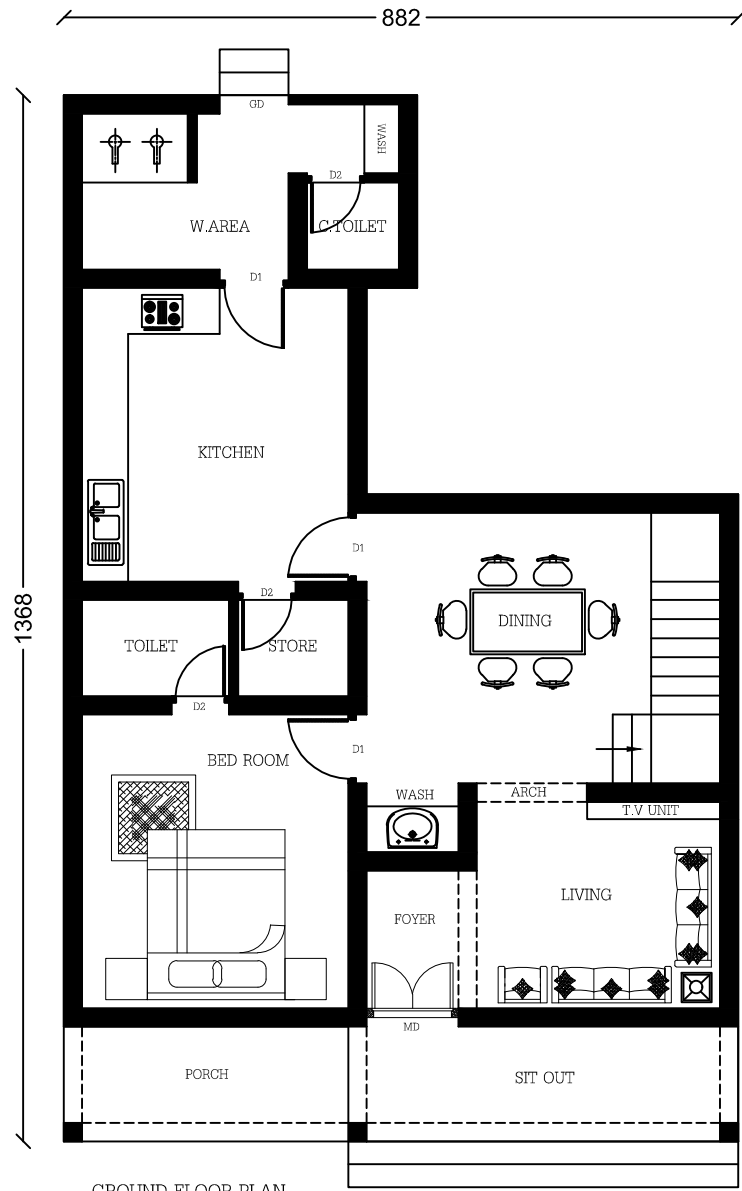 882
GD
WASH
D2
W.AREA
C.TOILET
D1
KITCHEN
1368
D1
D2
DINING
TOILET
STORE
D2
D1
BED ROOM
WASH
ARCH
T.V UNIT
LIVING
FOYER
MD
PORCH
SIT OUT
GROUND FLOOR PLAN